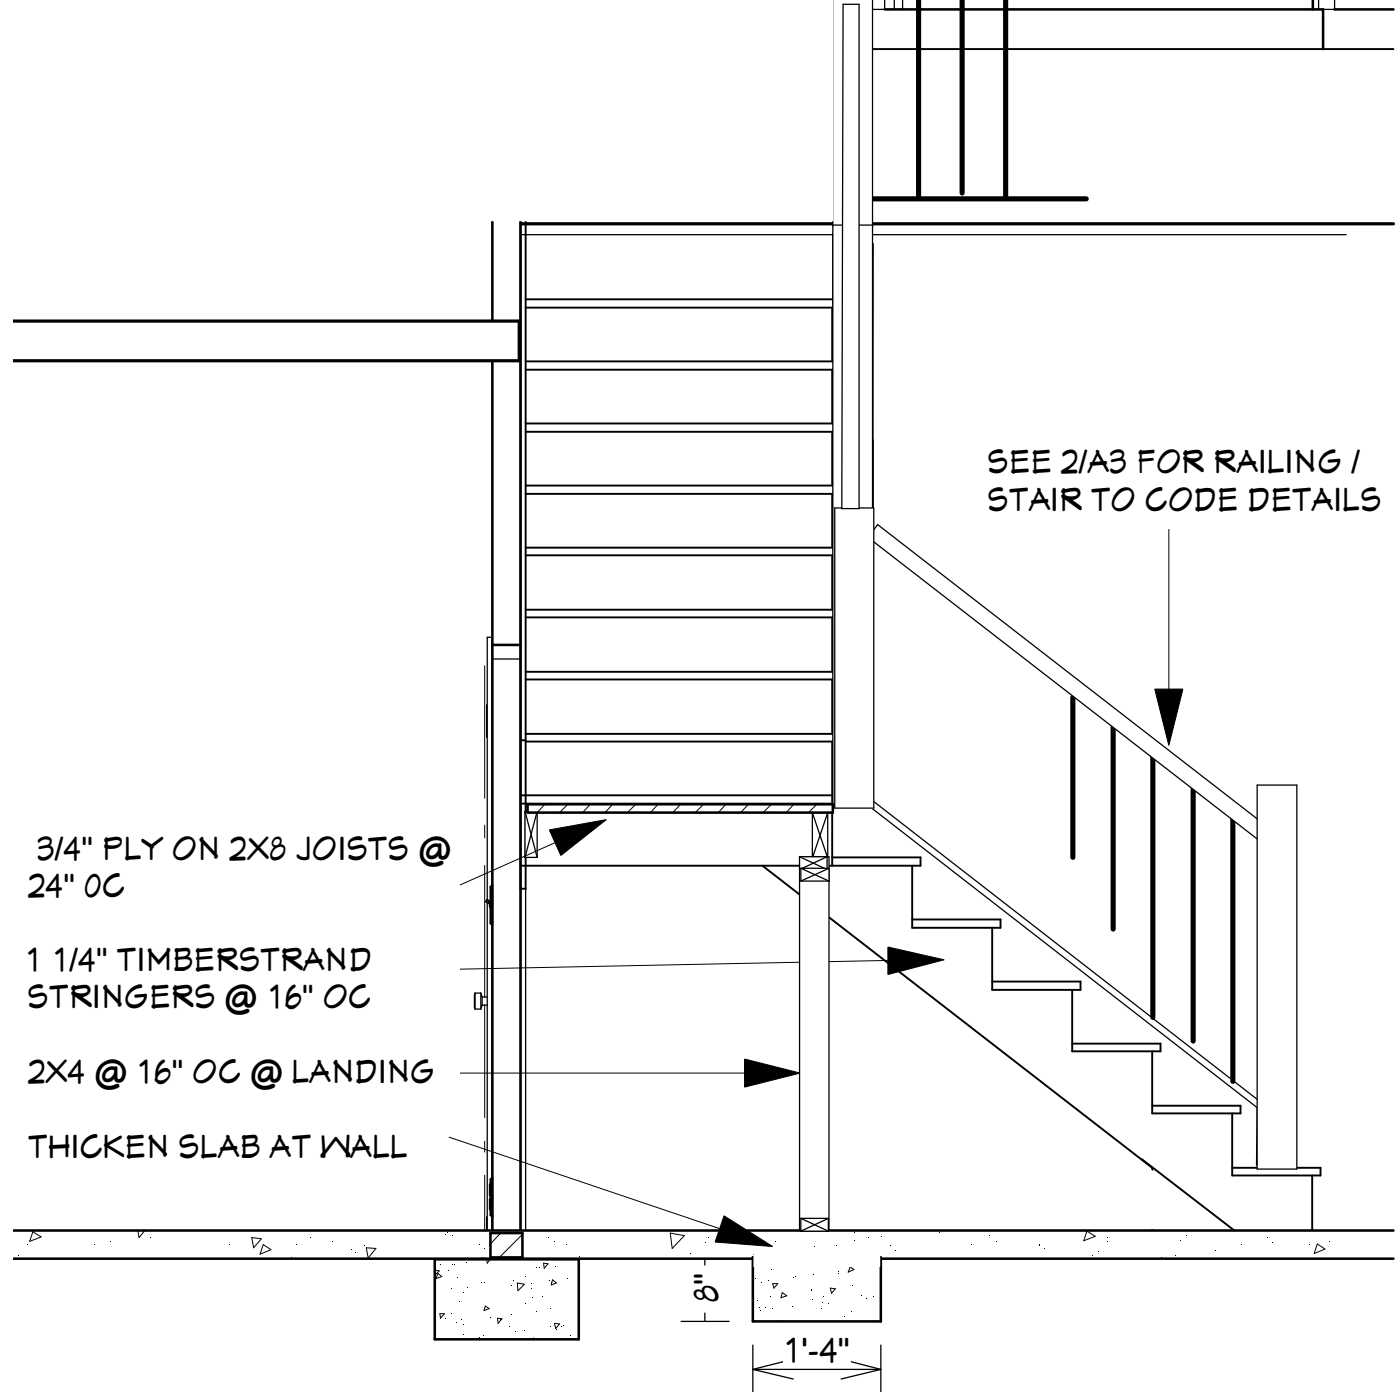 SEE 2/A3 FOR RAILING /
STAIR TO CODE DETAILS
3/4" PLY ON 2X8 JOISTS @
24" OC
1 1/4" TIMBERSTRAND
STRINGERS @ 16" OC
2X4 @ 16" OC @ LANDING
THICKEN SLAB AT WALL
8"
1'-4"